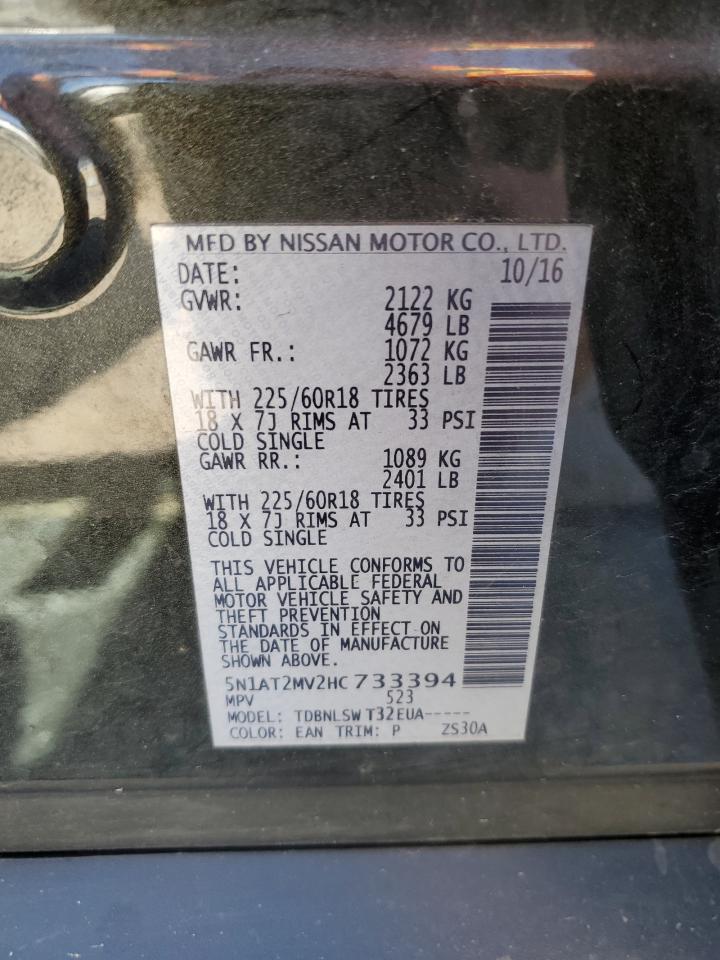 MFD BY NISSAN MOTOR CO., LTD.
DATE: 10/16
GVWR: 2122 KG
4679 LB
GAWR FR.: 1072 KG
2363 LB
WITH 225/60R18 TIRES
18 X 7J RIMS AT 33 PSI
COLD SINGLE
GAWR RR.: 1089 KG
2401 LB
WITH 225/60R18 TIRES
18 X 7J RIMS AT 33 PSI
COLD SINGLE
THIS VEHICLE CONFORMS TO
ALL APPLICABLE FEDERAL
MOTOR VEHICLE SAFETY AND
THEFT PREVENTION
STANDARDS IN EFFECT ON
THE DATE OF MANUFACTURE
SHOWN ABOVE.
5N1AT2MV2HC733394
MPV 523
MODEL: TDBNLSW T32EUA-----
COLOR: EAN TRIM: P ZS30A